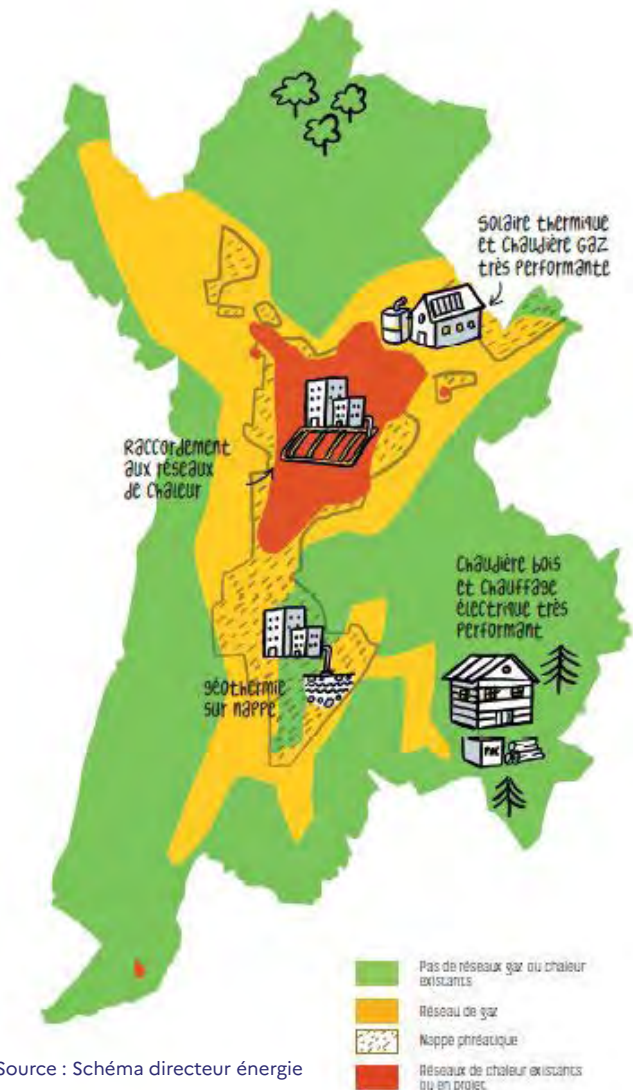 Solaire thermique
et chaudière gaz
très performante
Raccordement
aux réseaux
de chaleur
Chaudière bois
et chauffage
électrique très
performant
géothermie
sur nappe
PAC
Pas de réseaux gaz ou chaleur
existants
Réseau de gaz
Nappe phréatique
Réseaux de chaleur existants
ou en projet
Source : Schéma directeur énergie